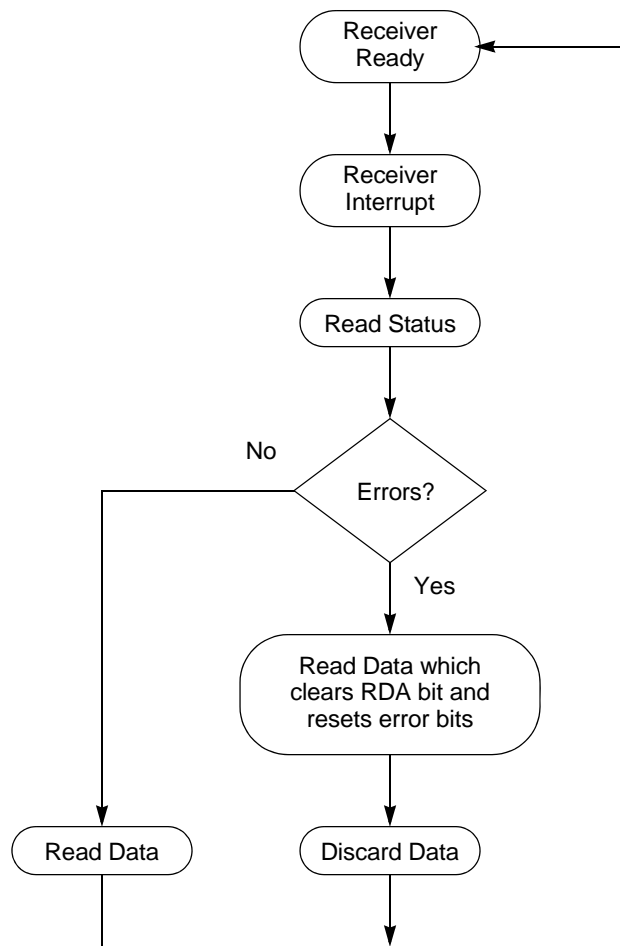 Receiver
Ready
Receiver
Interrupt
Read Status
No
Errors?
Yes
Read Data which
clears RDA bit and
resets error bits
Read Data
Discard Data